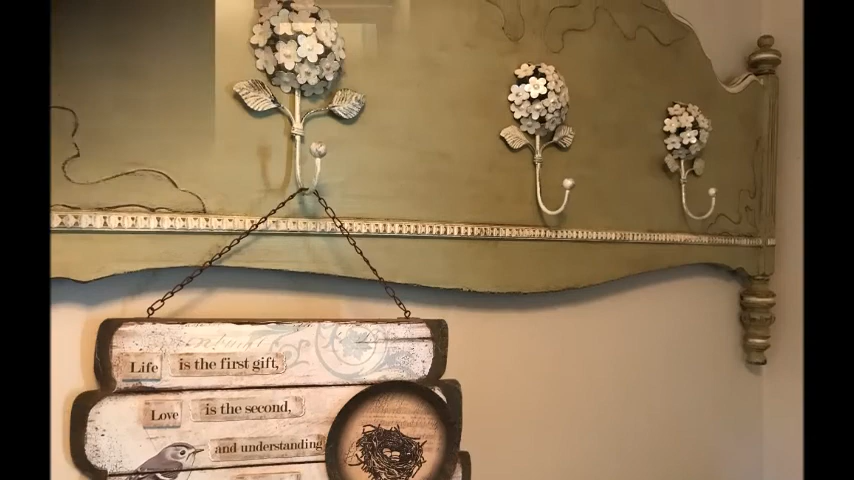 Life is the first gift,
Love is the second,
and understanding